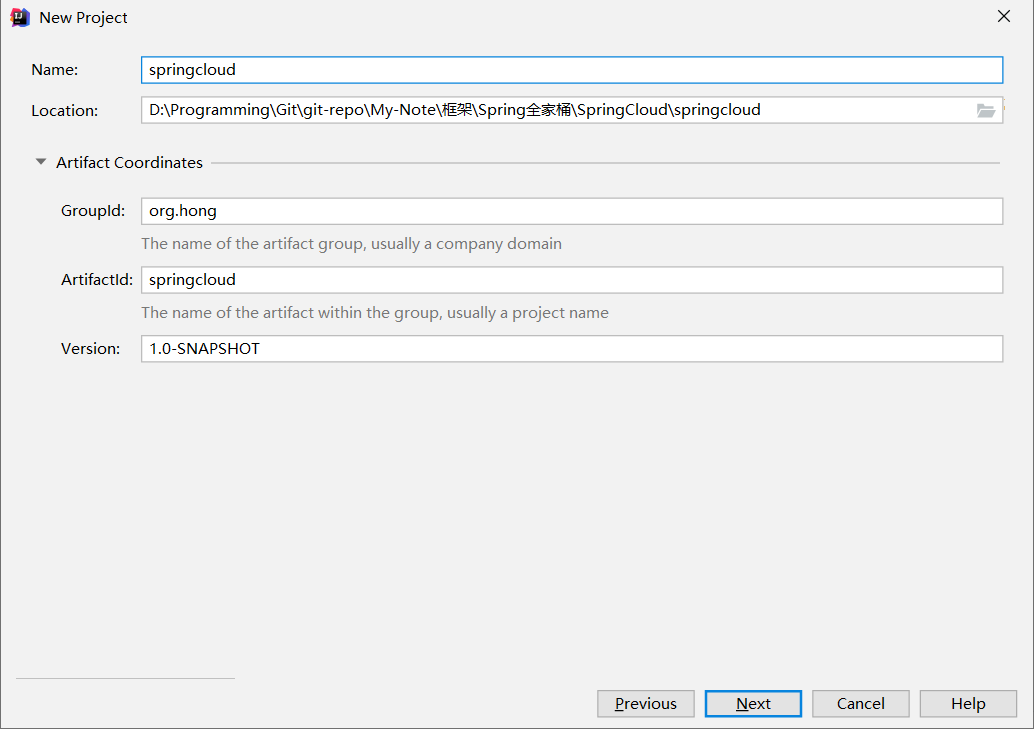 New Project
Name: springcloud
Location: D:\Programming\Git\git-repo\My-Note\框架\Spring全家桶\SpringCloud\springcloud
Artifact Coordinates
GroupId: org.hong
The name of the artifact group, usually a company domain
ArtifactId: springcloud
The name of the artifact within the group, usually a project name
Version: 1.0-SNAPSHOT
Previous Next Cancel Help